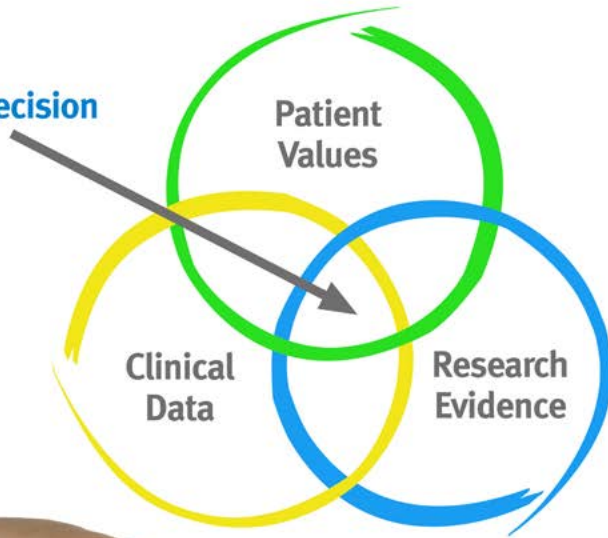 ecision
Patient
Values
Clinical
Data
Research
Evidence